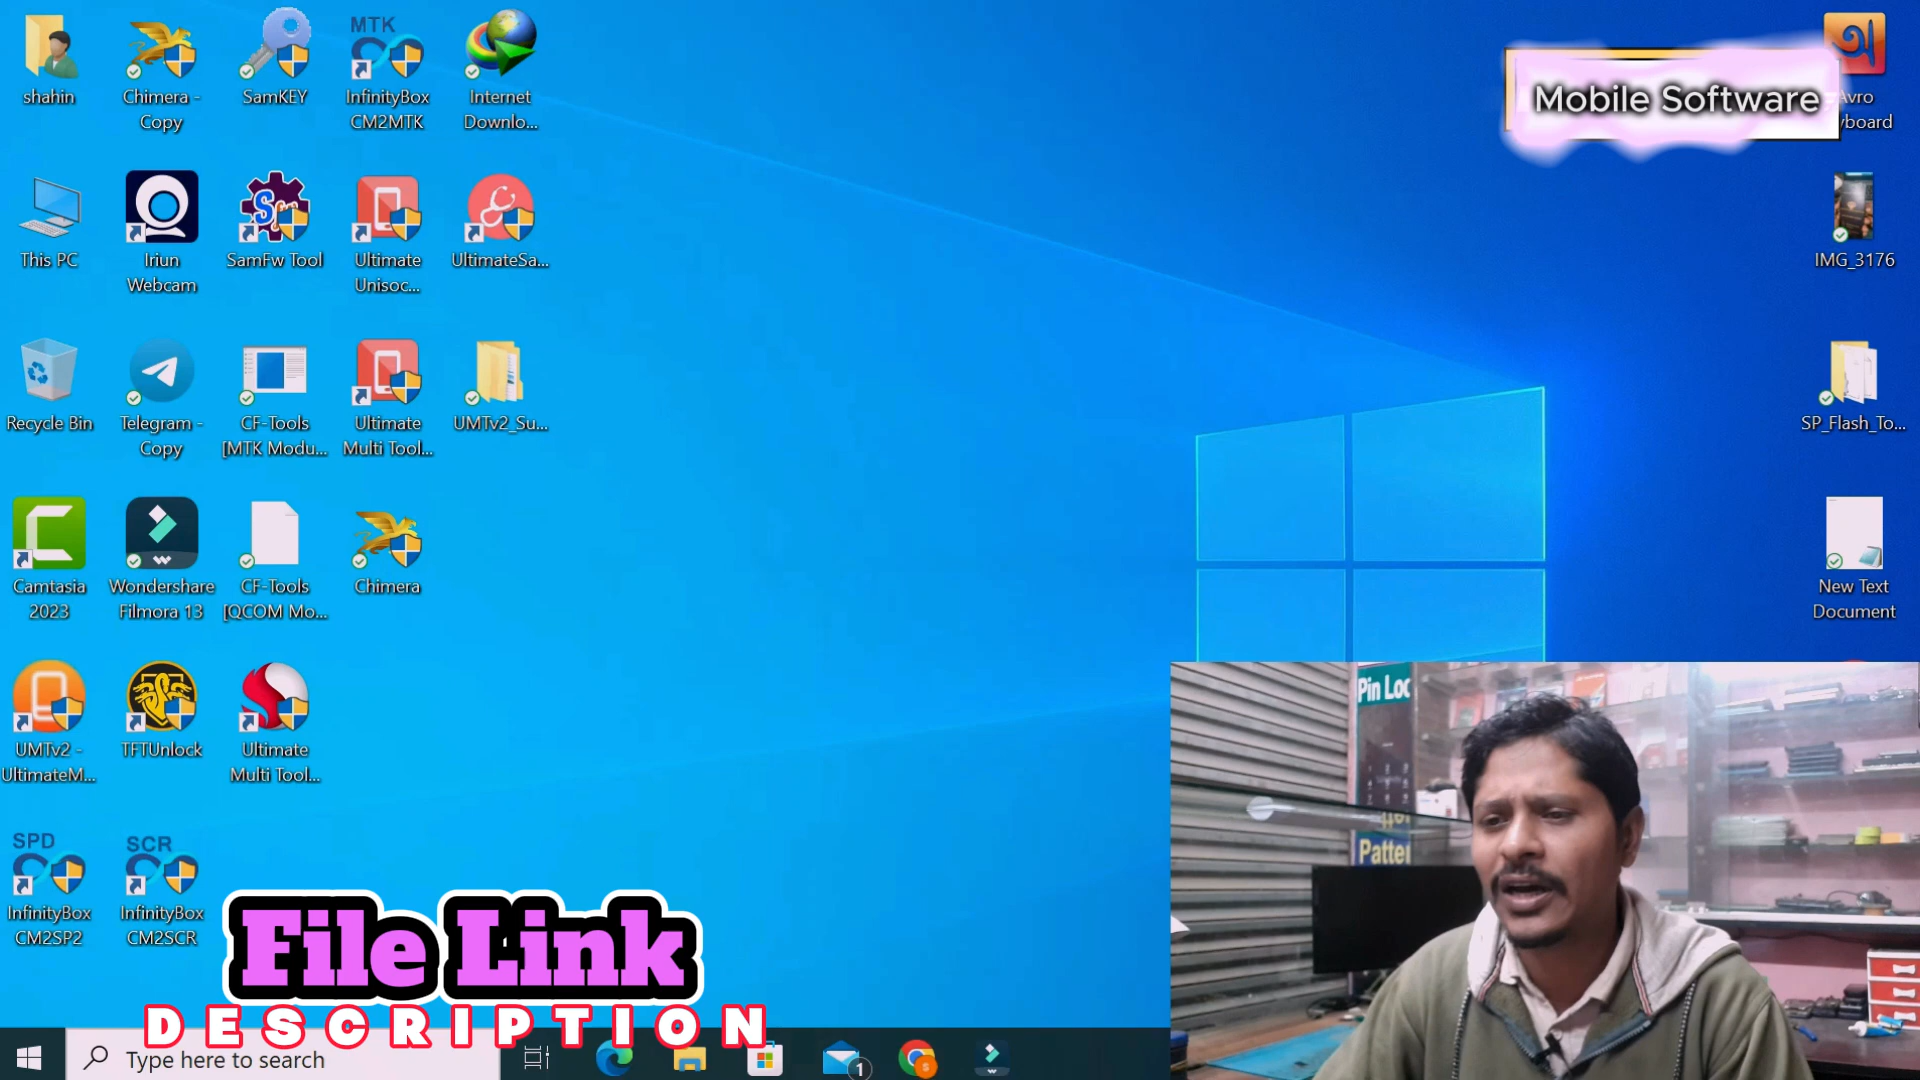 shahin
Chimera -
Copy
SamKEY
MTK
InfinityBox
CM2MTK
Internet
Downlo...
Mobile Software
Avro
yboard
This PC
Iriun
Webcam
SamFw Tool
Ultimate
Unisoc...
UltimateSa...
IMG_3176
Recycle Bin
Telegram -
Copy
CF-Tools
[MTK Modu...
Ultimate
Multi Tool...
UMTv2_Su...
SP_Flash_To...
Camtasia
2023
Wondershare
Filmora 13
CF-Tools
[QCOM Mo...
Chimera
New Text
Document
UMTv2 -
UltimateM...
TFTUnlock
Ultimate
Multi Tool...
Pin Loc
Patter
SPD
InfinityBox
CM2SP2
SCR
InfinityBox
CM2SCR
File Link
DESCRIPTION
Type here to search
1